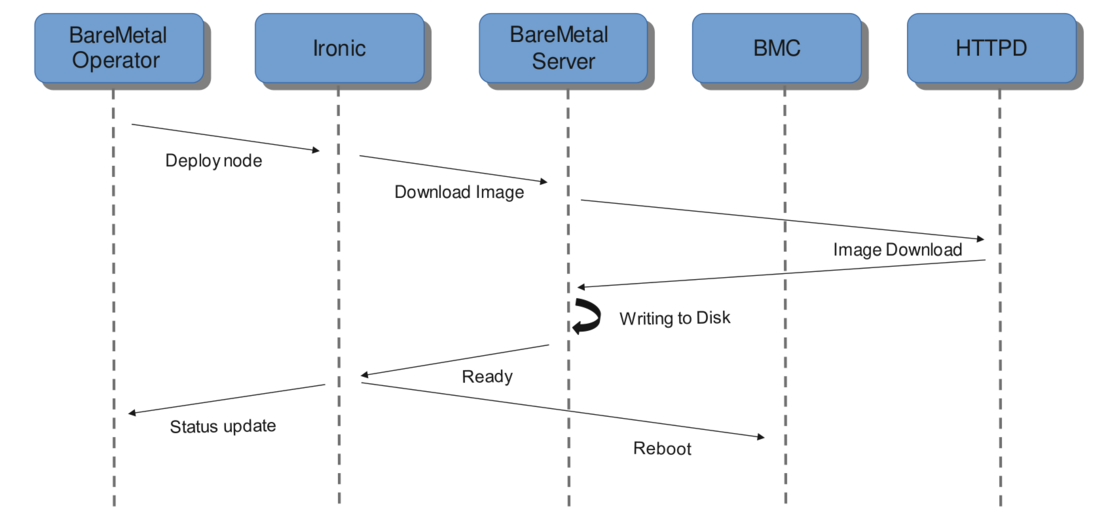 BareMetal
Operator
Ironic
BareMetal
Server
BMC
HTTPD
Deploy node
Download Image
Image Download
Writing to Disk
Ready
Status update
Reboot